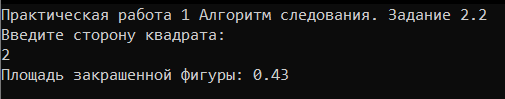 Практическая работа 1 Алгоритм следования. Задание 2.2
Введите сторону квадрата:
2
Площадь закрашенной фигуры: 0.43